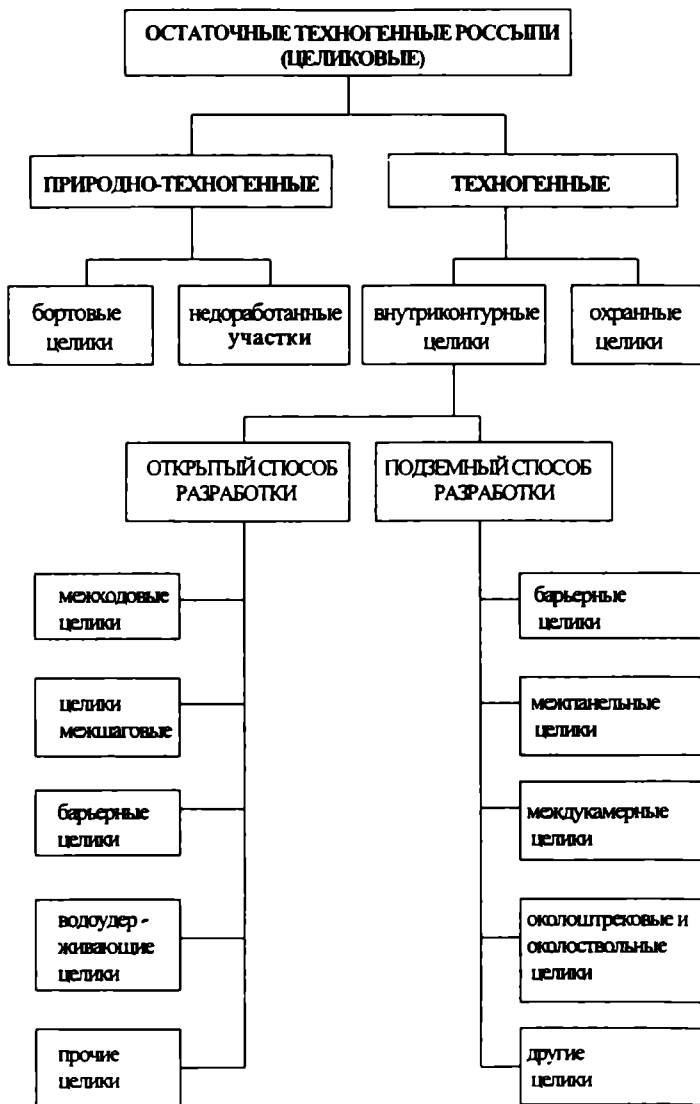 ОСТАТОЧНЫЕ ТЕХНОГЕННЫЕ РОССЫПИ
(ЦЕЛИКОВЫЕ)
ПРИРОДНО-ТЕХНОГЕННЫЕ
ТЕХНОГЕННЫЕ
бортовые
целики
недоработанные
участки
внутриконтурные
целики
охранные
целики
ОТКРЫТЫЙ СПОСОБ
РАЗРАБОТКИ
ПОДЗЕМНЫЙ СПОСОБ
РАЗРАБОТКИ
межходовые
целики
целики
межшаговые
барьерные
целики
водоудер -
живающие
целики
прочие
целики
барьерные
целики
межпанельные
целики
междукамерные
целики
околоштрековые и
околоствольные
целики
другие
целики